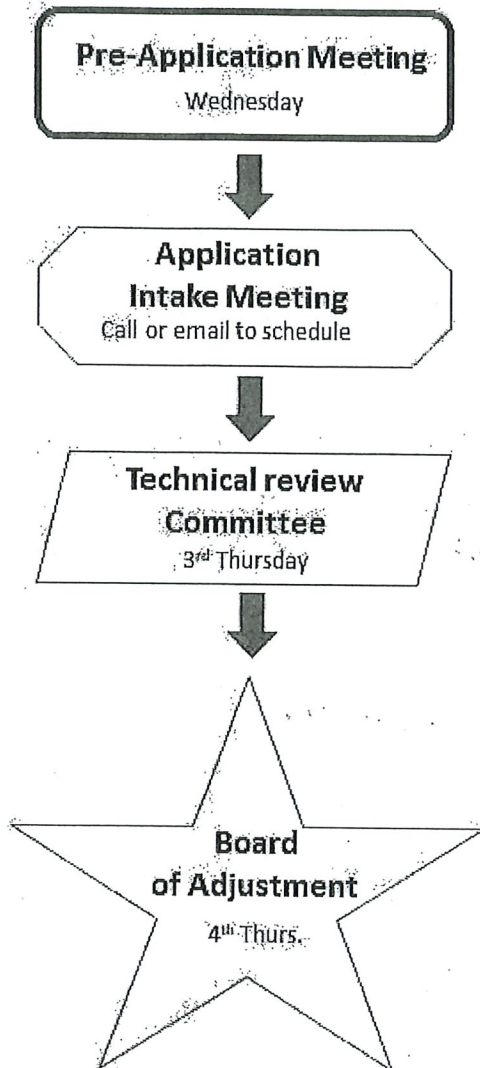 Pre-Application Meeting
Wednesday
Application
Intake Meeting
Call or email to schedule
Technical review
Committee
3rd Thursday
Board
of Adjustment
4th Thurs.